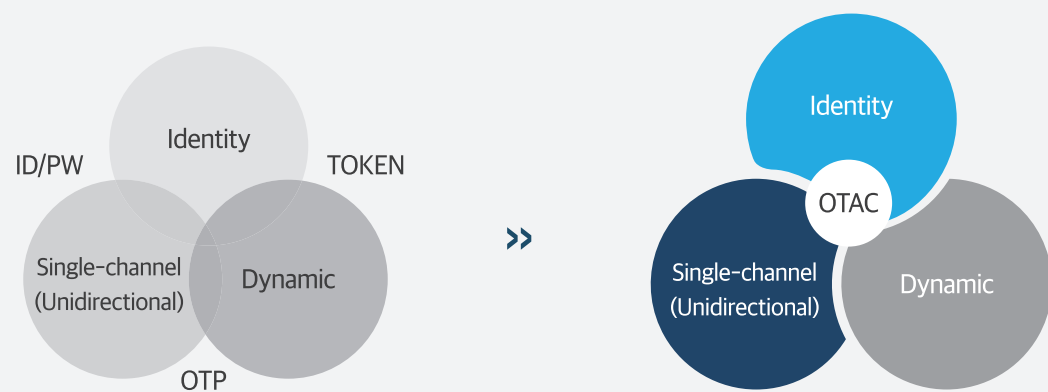 Identity
ID/PW
TOKEN
Single-channel
(Unidirectional)
Dynamic
OTP
»
Identity
OTAC
Single-channel
(Unidirectional)
Dynamic